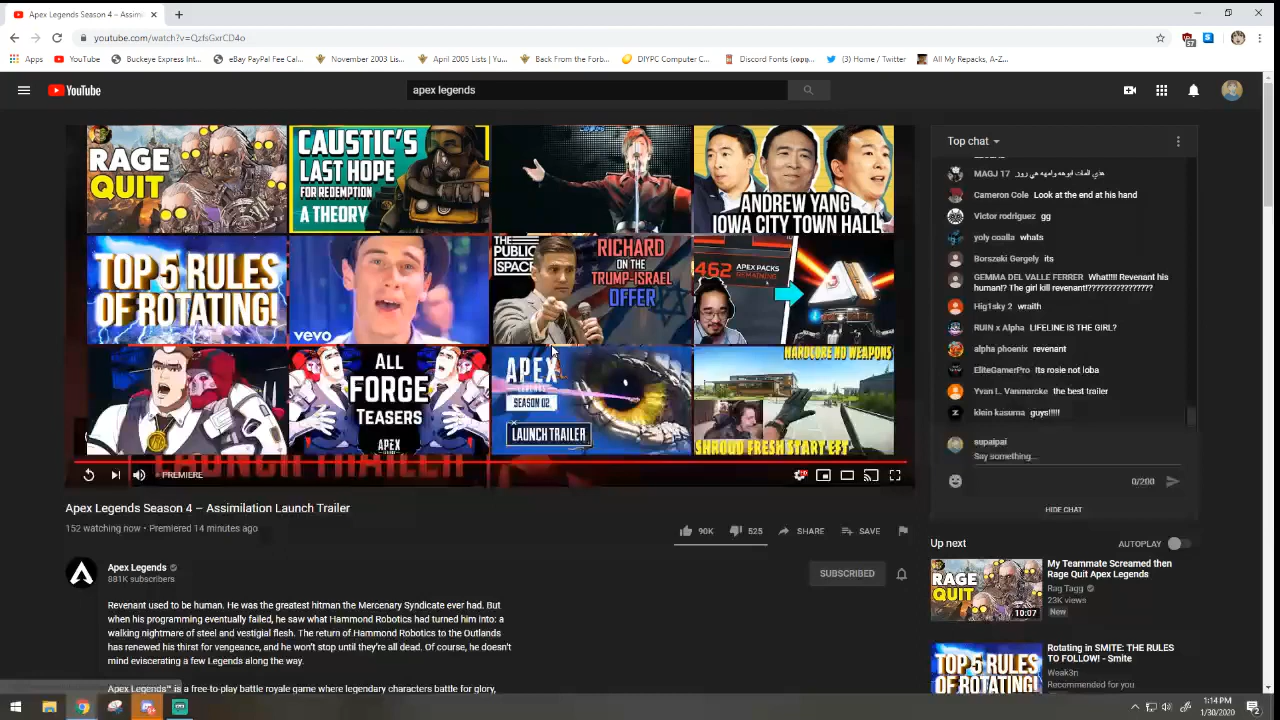 Apex Legends Season 4 – Assimi
youtube.com/watch?v=QzfsGxrCD4o
57
Apps
YouTube
Buckeye Express Int...
eBay PayPal Fee Cal...
November 2003 Lis...
April 2005 Lists | Yu...
Back From the Forb...
DIYPC Computer C...
Discord Fonts
(3) Home / Twitter
All My Repacks, A-Z...
YouTube
apex legends
RAGE
QUIT
CAUSTIC'S
LAST HOPE
FOR REDEMPTION
A THEORY
ANDREW YANG
IOWA CITY TOWN HALL
TOP 5 RULES
OF ROTATING!
vevo
THE
PUBLIC
SPACE
RICHARD
ON THE
TRUMP-ISRAEL
OFFER
462 APEX PACKS
REMAINING
ALL
FORGE
TEASERS
APEX
APEX
LEGENDS
SEASON 02
LAUNCH TRAILER
HARDCORE NO WEAPONS
SHROUD FRESH START EFT
LAUNCH TRAILER
PREMIERE
Apex Legends Season 4 – Assimilation Launch Trailer
152 watching now • Premiered 14 minutes ago
90K
525
SHARE
SAVE
Apex Legends
881K subscribers
SUBSCRIBED
Revenant used to be human. He was the greatest hitman the Mercenary Syndicate ever had. But
when his programming eventually failed, he saw what Hammond Robotics had turned him into: a
walking nightmare of steel and vestigial flesh. The return of Hammond Robotics to the Outlands
has renewed his thirst for vengeance, and he won't stop until they're all dead. Of course, he doesn't
mind eviscerating a few Legends along the way.
Apex Legends™ is a free-to-play battle royale game where legendary characters battle for glory,
Top chat
MAGJ 17
Cameron Cole Look at the end at his hand
Victor rodriguez gg
yoly coalla whats
Borszeki Gergely its
GEMMA DEL VALLE FERRER What!!!! Revenant his
human!? The girl kill revenant!????????????????
Hig1sky 2 wraith
RUIN x Alpha LIFELINE IS THE GIRL?
alpha phoenix revenant
EliteGamerPro Its rosie not loba
Yvan L. Vanmarcke the best trailer
klein kasuma guys!!!!!
supaipai
Say something...
0/200
HIDE CHAT
Up next
AUTOPLAY
RAGE
QUIT
10:07
My Teammate Screamed then
Rage Quit Apex Legends
Rag Tagg
23K views
New
TOP 5 RULES
Rotating in SMITE: THE RULES
TO FOLLOW! - Smite
Weak3n
Recommended for you
1:14 PM
1/30/2020
2